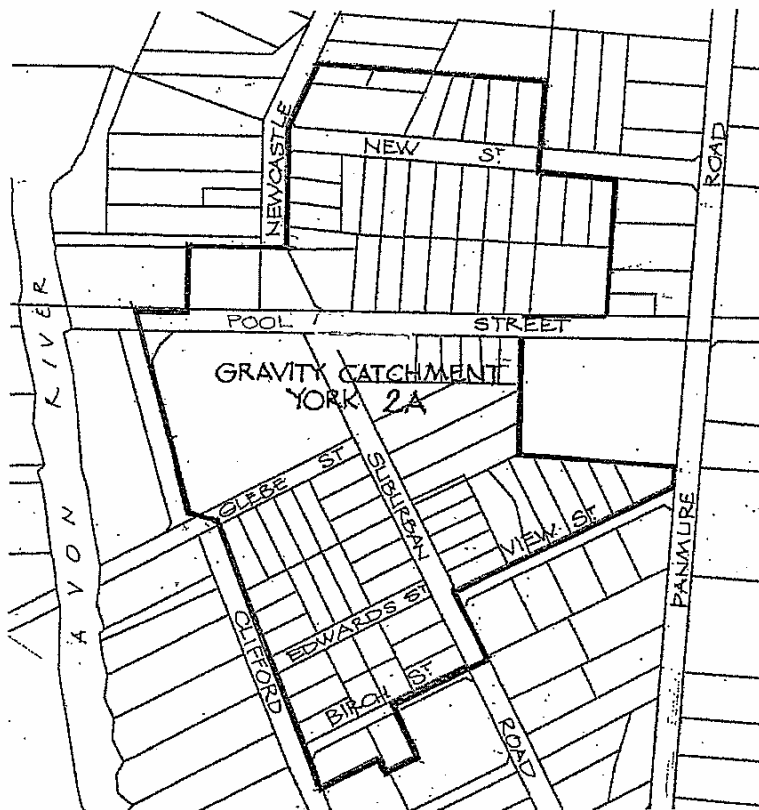 NEWCASTLE
NEW ST
ROAD
AVON RIVER
POOL STREET
GRAVITY CATCHMENT
YORK 2A
GLEBE ST
SUBURBAN
VIEW ST
PANMURE
EDWARDS ST
CLIFFORD
BIRCH ST
ROAD